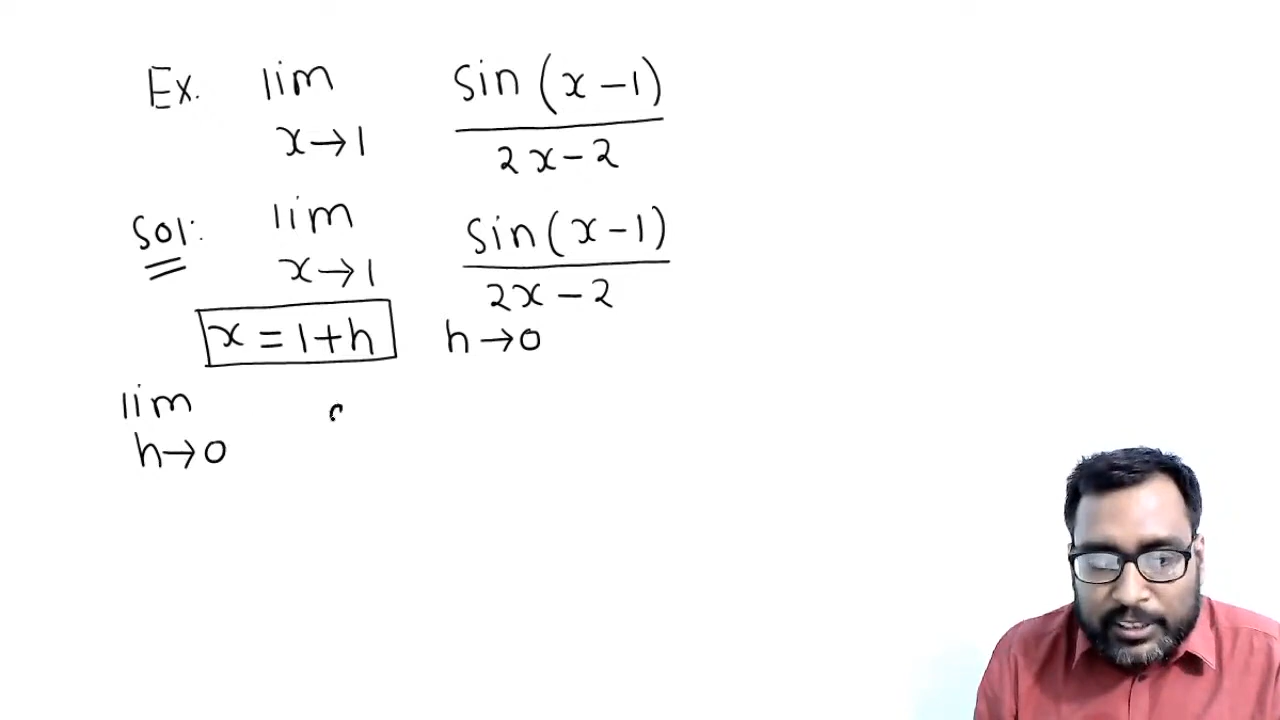 Ex. lim x→1 sin(x-1)/2x-2
Sol: lim x→1 sin(x-1)/2x-2
x = 1+h h→0
lim h→0